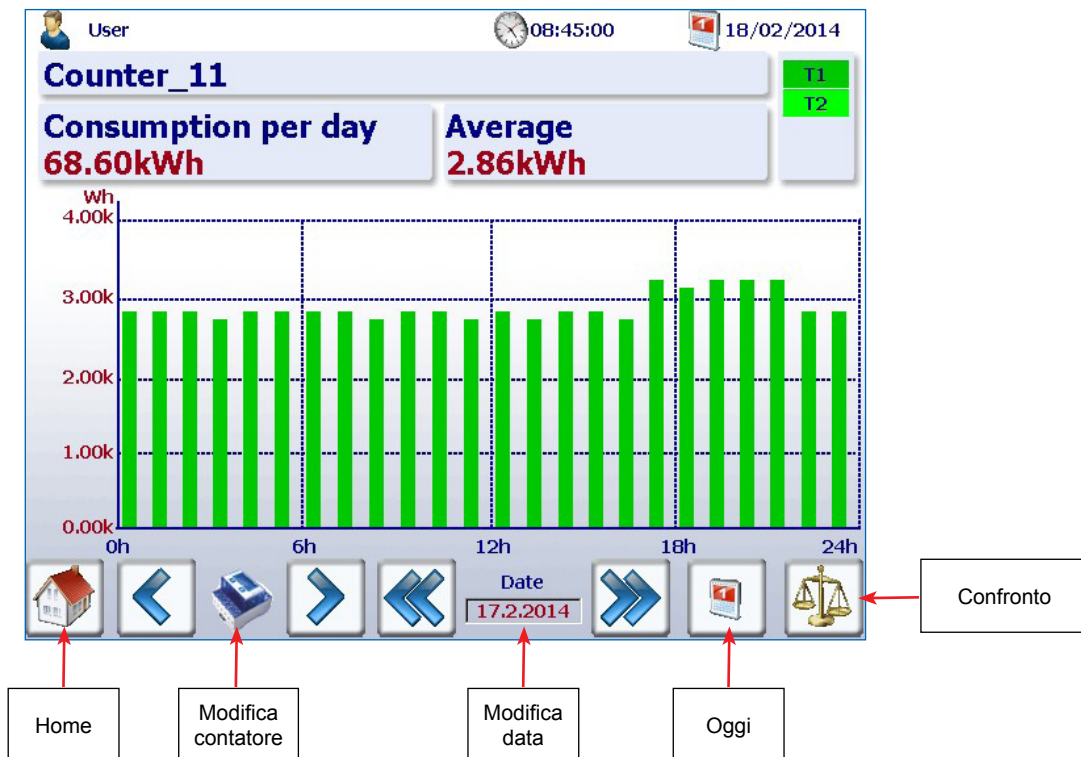 User 08:45:00 18/02/2014
Counter_11
T1
T2
Consumption per day
68.60kWh
Average
2.86kWh
Wh
4.00k
3.00k
2.00k
1.00k
0.00k
0h 6h 12h 18h 24h
Date
17.2.2014
Confronto
Home
Modifica
contatore
Modifica
data
Oggi